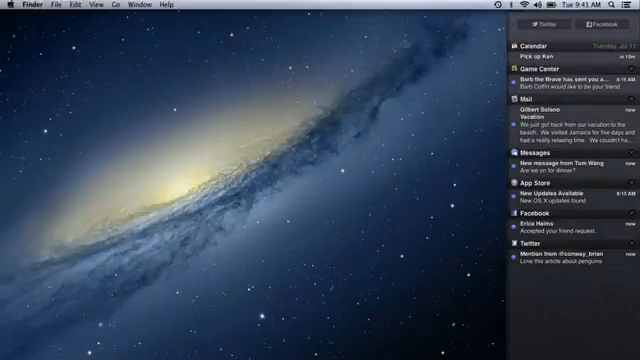 Finder File Edit View Go Window Help
Tue 9:41 AM
Twitter Facebook
Calendar Tuesday, Jul 17
Pick up Ken in 10m
Game Center
Barb the Brave has sent you a... 8:15 AM
Barb Coffin would like to be your friend
Mail
Gilbert Solano now
Vacation
We just got back from our vacation to the
beach. We visited Jamaica for five days and
had a really relaxing time. We couldn't ha...
Messages
New message from Tom Wang now
Are we on for dinner?
App Store
New Updates Available 8:15 AM
New OS X updates found
Facebook
Erica Haims now
Accepted your friend request.
Twitter
Mention from @conway_brian now
Love this article about penguins